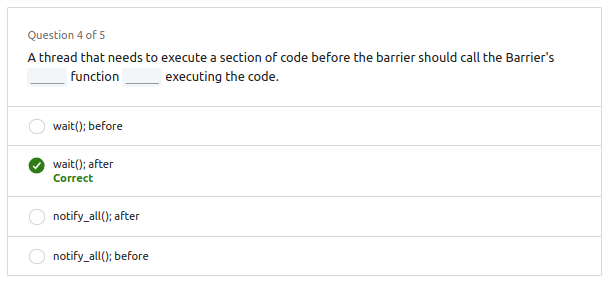 Question 4 of 5
A thread that needs to execute a section of code before the barrier should call the Barrier's
_____ function _____ executing the code.
wait(); before
wait(); after
Correct
notify_all(); after
notify_all(); before